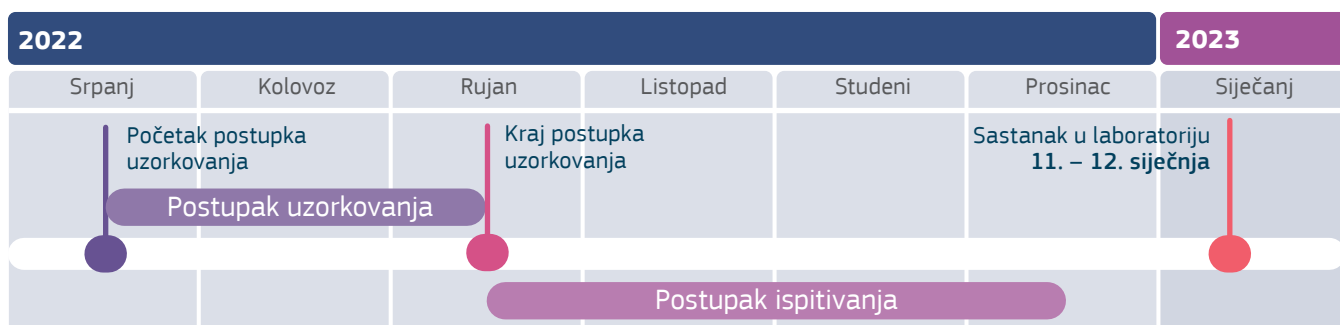 2022
2023
Srpanj
Kolovoz
Rujan
Listopad
Studeni
Prosinac
Siječanj
Početak postupka
uzorkovanja
Kraj postupka
uzorkovanja
Sastanak u laboratoriju
11. – 12. siječnja
Postupak uzorkovanja
Postupak ispitivanja